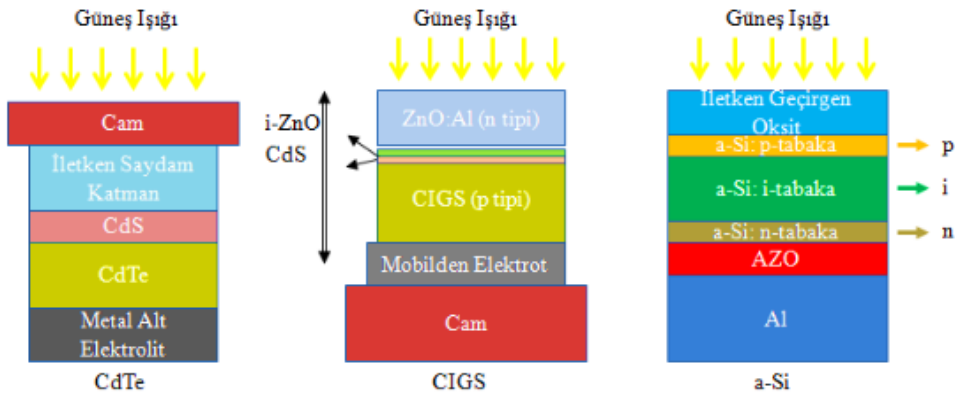 Güneş Işığı
Cam
İletken Saydam
Katman
CdS
CdTe
Metal Alt
Elektrolit
CdTe
Güneş Işığı
i-ZnO
CdS
ZnO:Al (n tipi)
CIGS (p tipi)
Mobilden Elektrot
Cam
CIGS
Güneş Işığı
İletken Geçirgen
Oksit
a-Si: p-tabaka
p
a-Si: i-tabaka
i
a-Si: n-tabaka
n
AZO
Al
a-Si